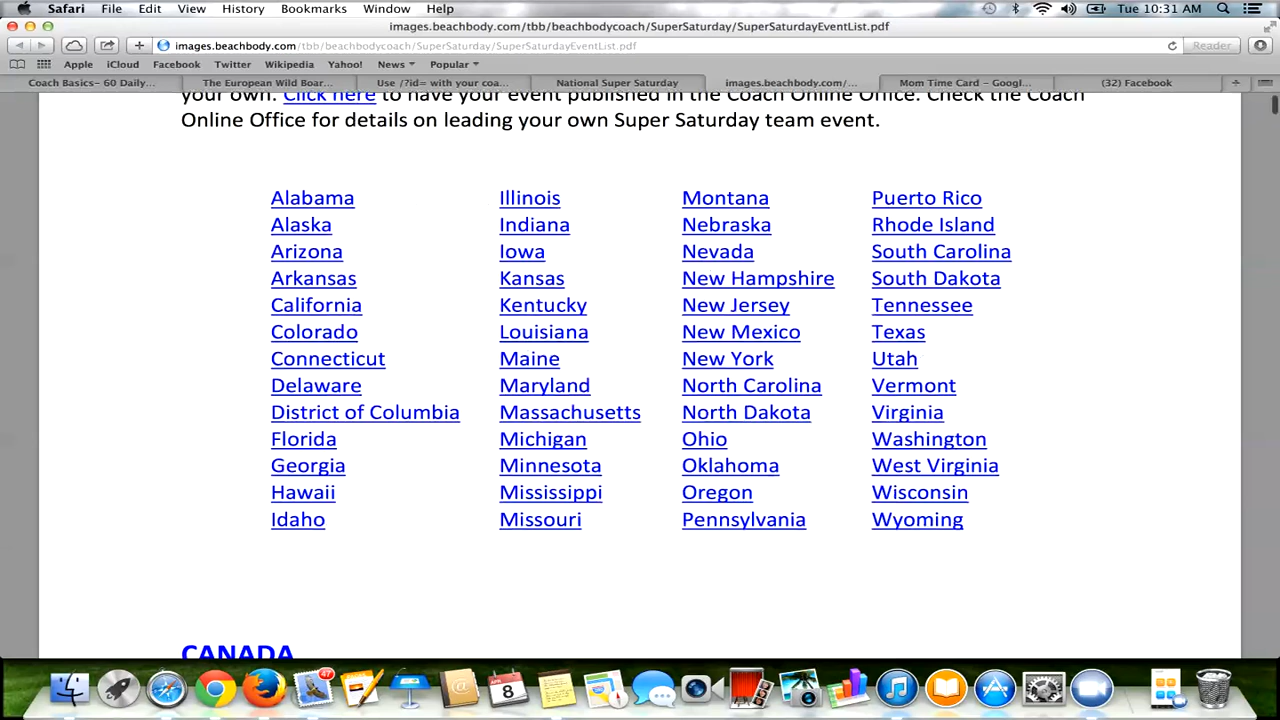 Safari File Edit View History Bookmarks Window Help Tue 10:31 AM
images.beachbody.com/tbb/beachbodycoach/SuperSaturday/SuperSaturdayEventList.pdf
images.beachbody.com/tbb/beachbodycoach/SuperSaturday/SuperSaturdayEventList.pdf Reader
Apple iCloud Facebook Twitter Wikipedia Yahoo! News Popular
Coach Basics– 60 Daily... The European Wild Boar... Use /?id= with your coa... National Super Saturday images.beachbody.com/... Mom Time Card – Googl... (32) Facebook
your own. Click here to have your event published in the Coach Online Office. Check the Coach
Online Office for details on leading your own Super Saturday team event.
Alabama Illinois Montana Puerto Rico
Alaska Indiana Nebraska Rhode Island
Arizona Iowa Nevada South Carolina
Arkansas Kansas New Hampshire South Dakota
California Kentucky New Jersey Tennessee
Colorado Louisiana New Mexico Texas
Connecticut Maine New York Utah
Delaware Maryland North Carolina Vermont
District of Columbia Massachusetts North Dakota Virginia
Florida Michigan Ohio Washington
Georgia Minnesota Oklahoma West Virginia
Hawaii Mississippi Oregon Wisconsin
Idaho Missouri Pennsylvania Wyoming
CANADA
47
APR
8